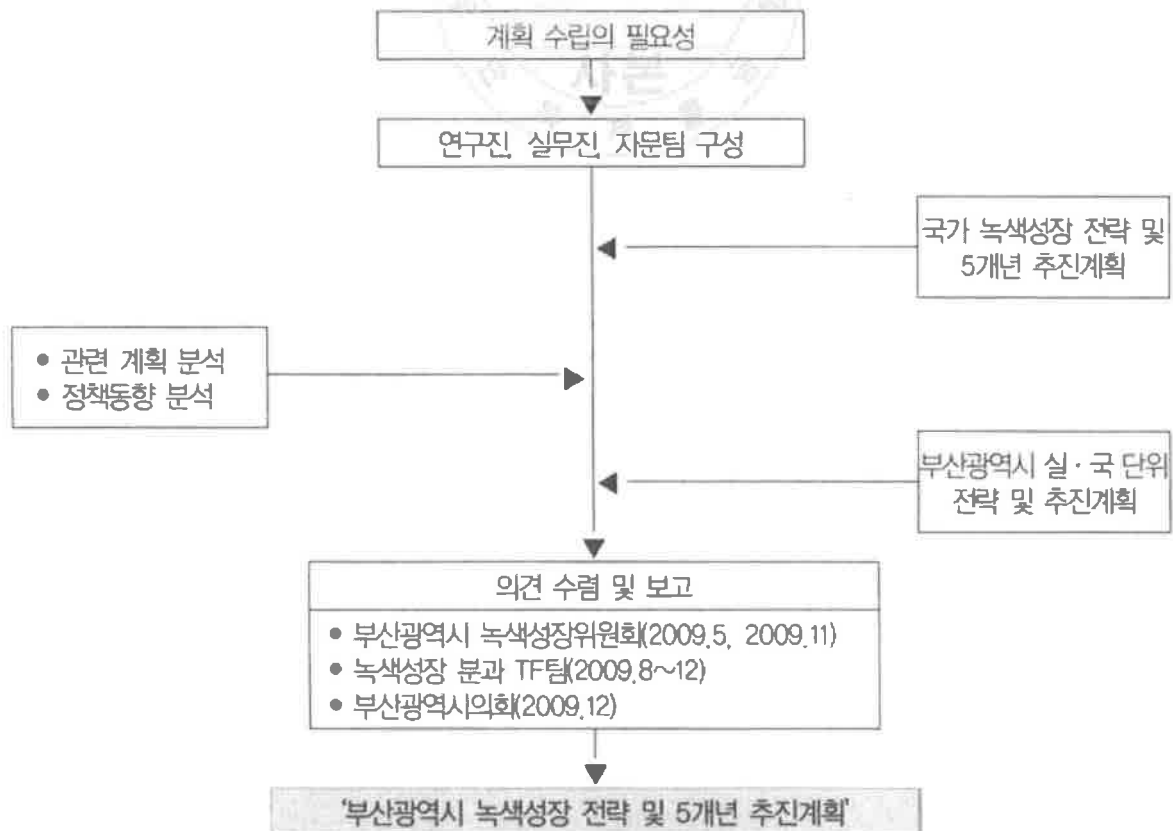 계획 수립의 필요성
사본
연구진, 실무진, 자문팀 구성
국가 녹색성장 전략 및
5개년 추진계획
• 관련 계획 분석
• 정책동향 분석
부산광역시 실·국 단위
전략 및 추진계획
의견 수렴 및 보고
• 부산광역시 녹색성장위원회(2009.5, 2009.11)
• 녹색성장 분과 TF팀(2009.8~12)
• 부산광역시의회(2009.12)
'부산광역시 녹색성장 전략 및 5개년 추진계획'